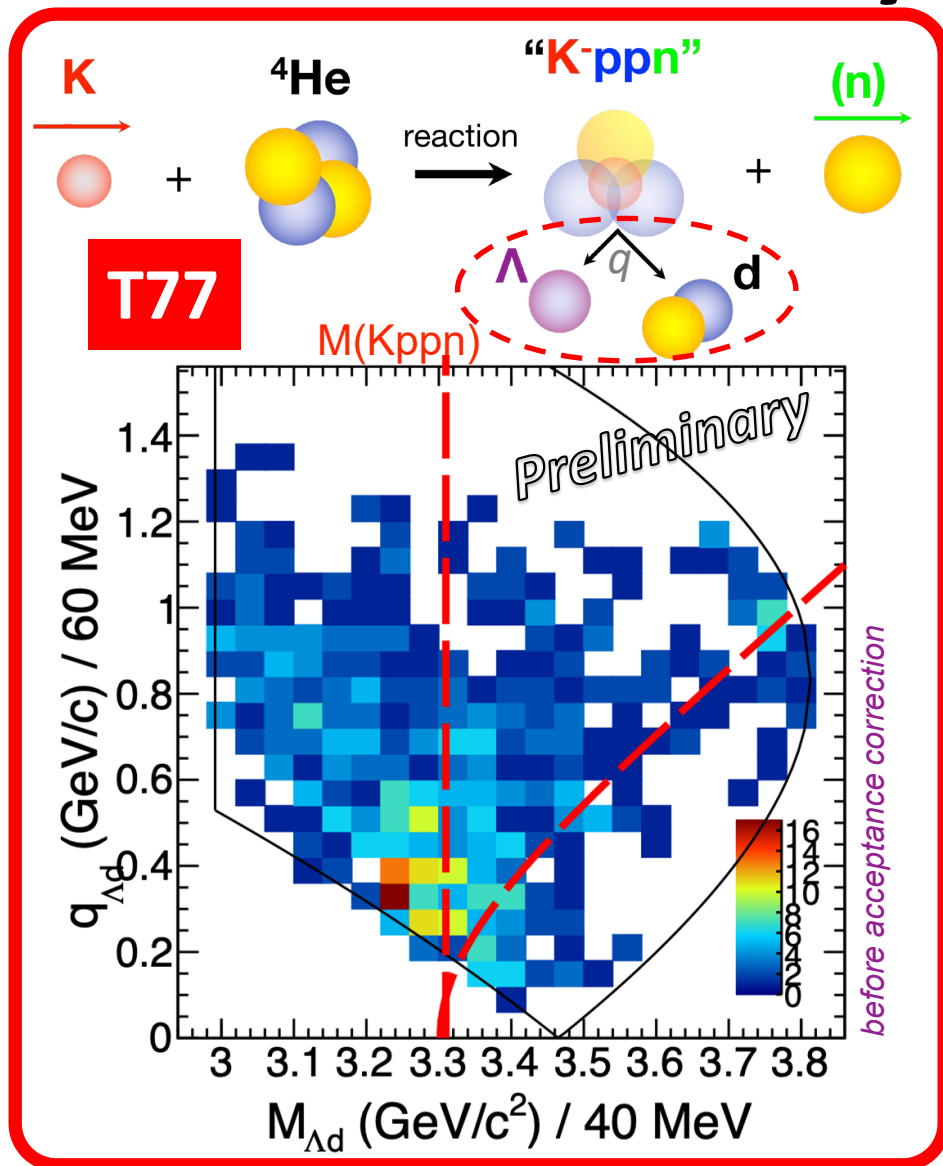 K
⁴He
“K⁻ppn”
(n)
reaction
+
+
Λ
q
d
T77
M(Kppn)
Preliminary
q_Λd (GeV/c) / 60 MeV
1.4
1.2
1
0.8
0.6
0.4
0.2
0
16
14
12
10
8
6
4
2
0
before acceptance correction
3 3.1 3.2 3.3 3.4 3.5 3.6 3.7 3.8
M_Λd (GeV/c²) / 40 MeV